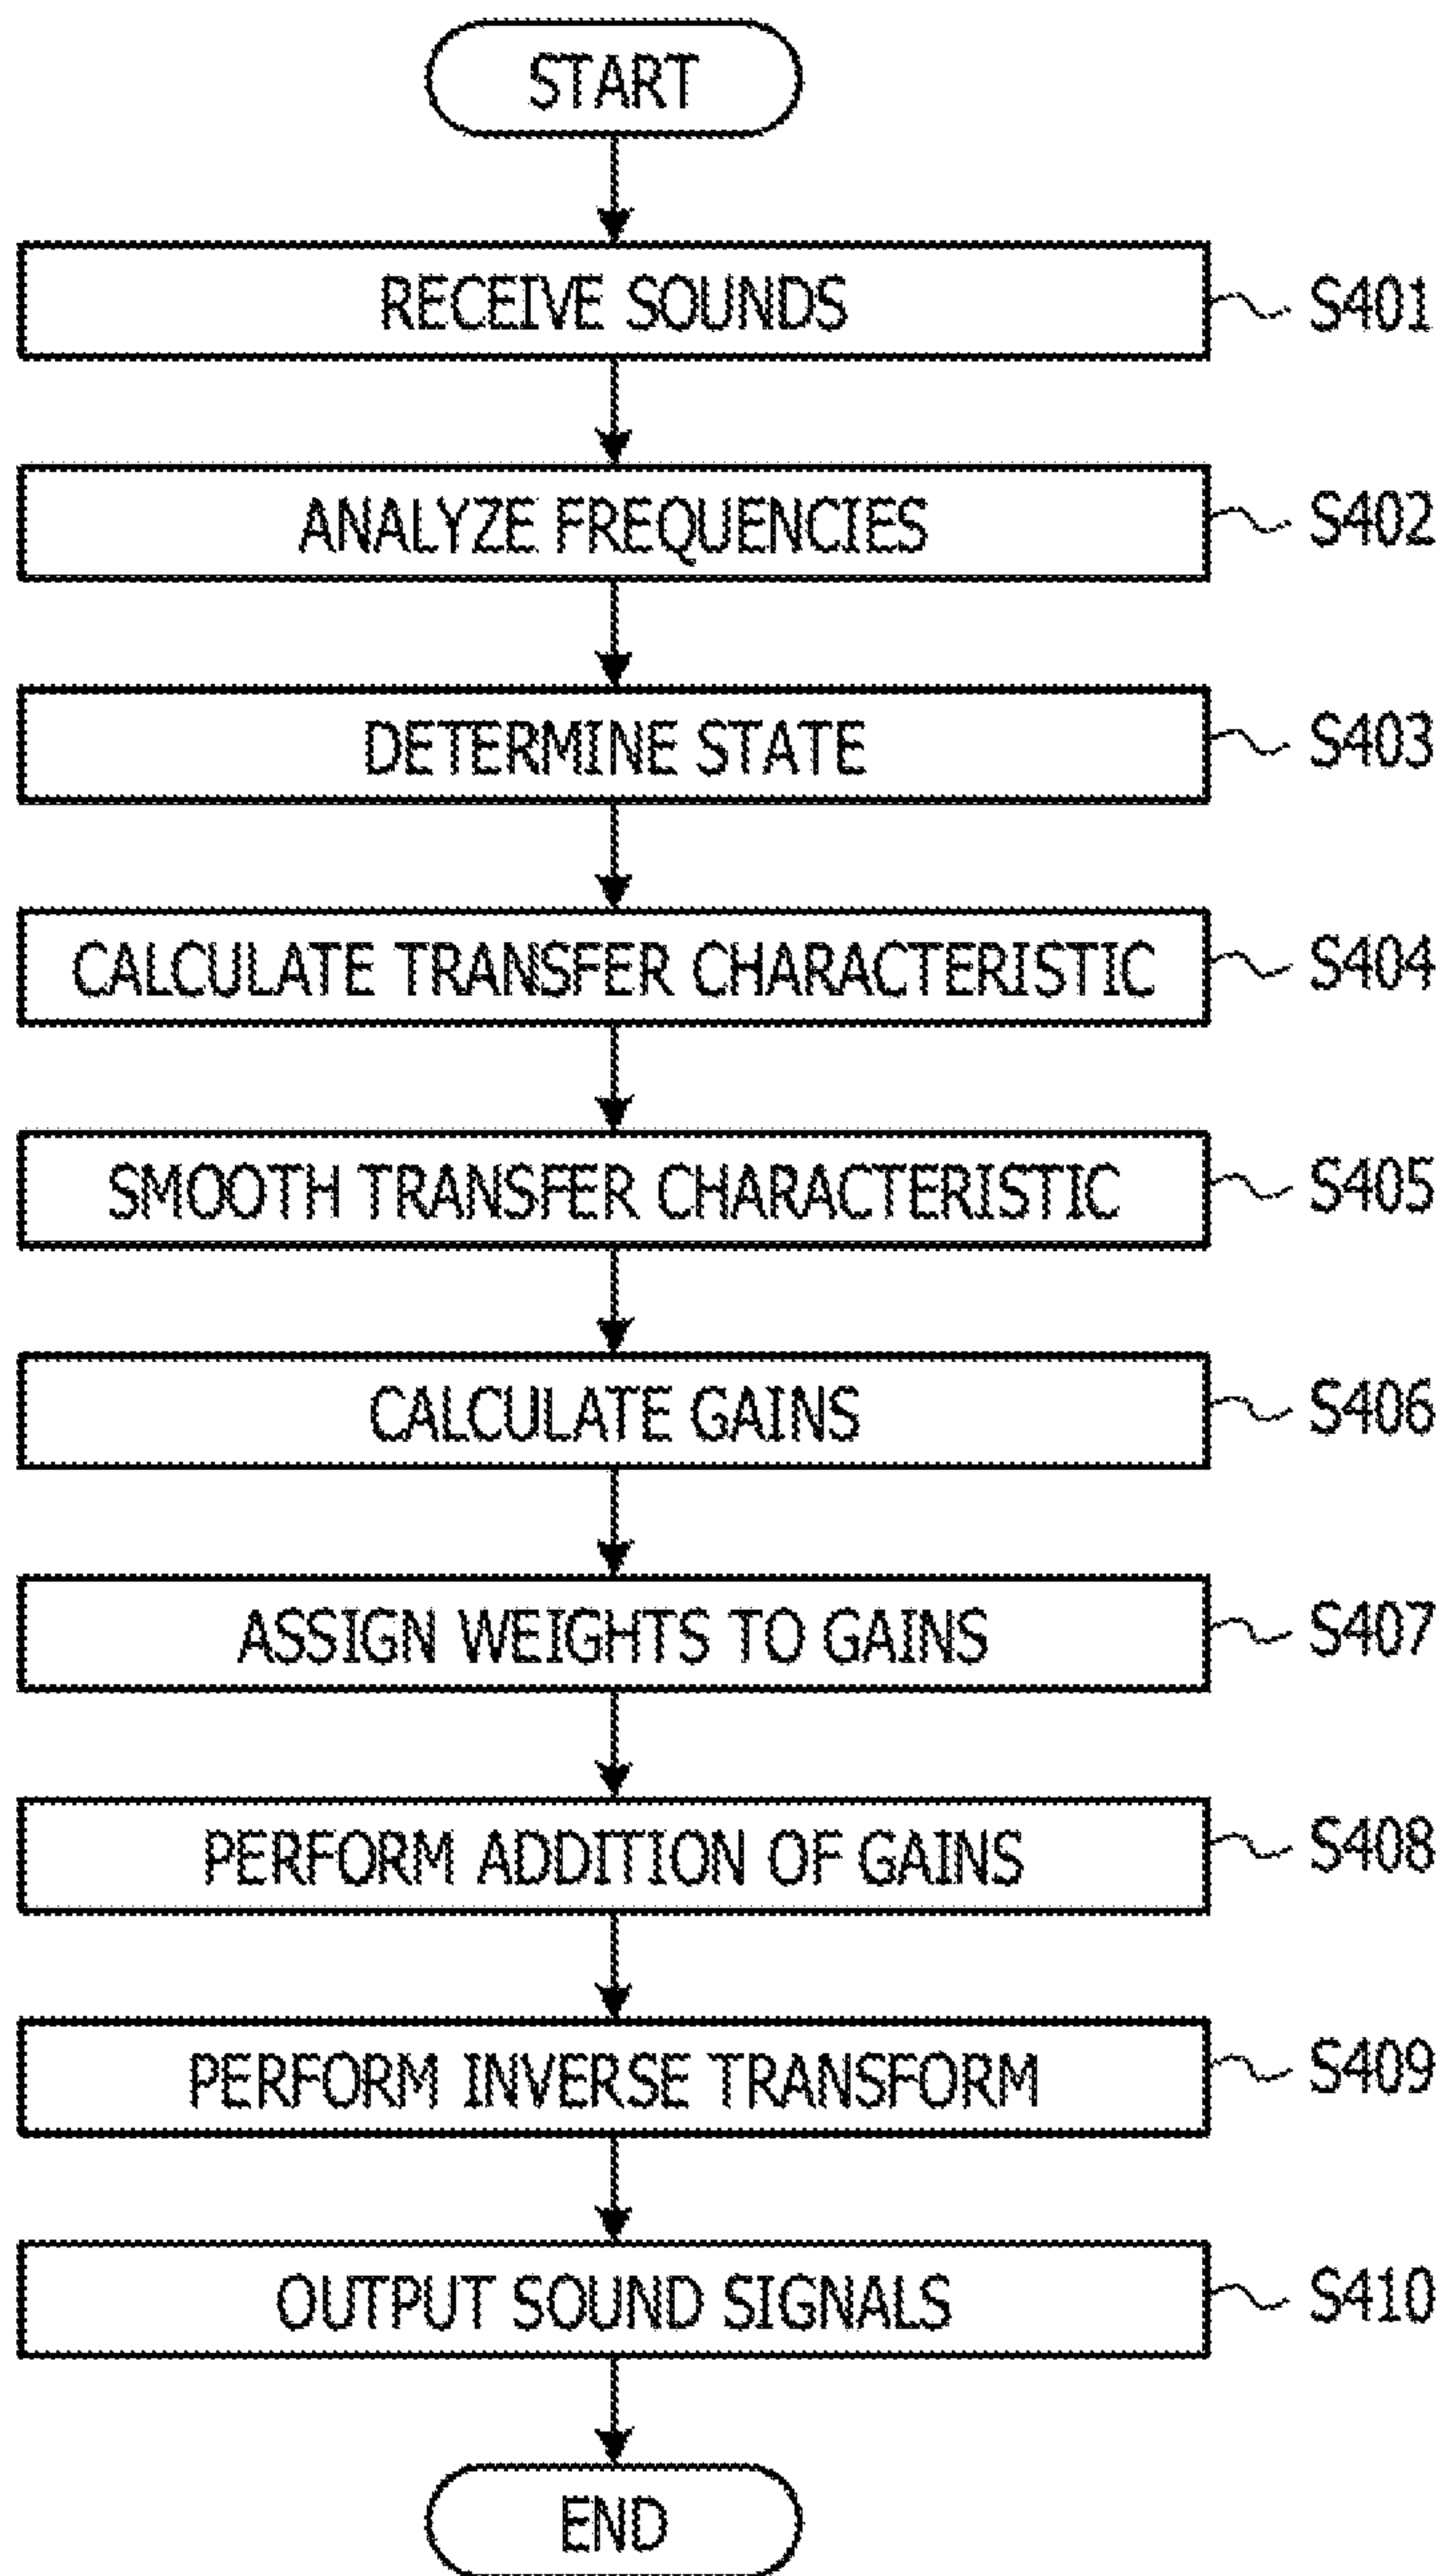 START
RECEIVE SOUNDS S401
ANALYZE FREQUENCIES S402
DETERMINE STATE S403
CALCULATE TRANSFER CHARACTERISTIC S404
SMOOTH TRANSFER CHARACTERISTIC S405
CALCULATE GAINS S406
ASSIGN WEIGHTS TO GAINS S407
PERFORM ADDITION OF GAINS S408
PERFORM INVERSE TRANSFORM S409
OUTPUT SOUND SIGNALS S410
END